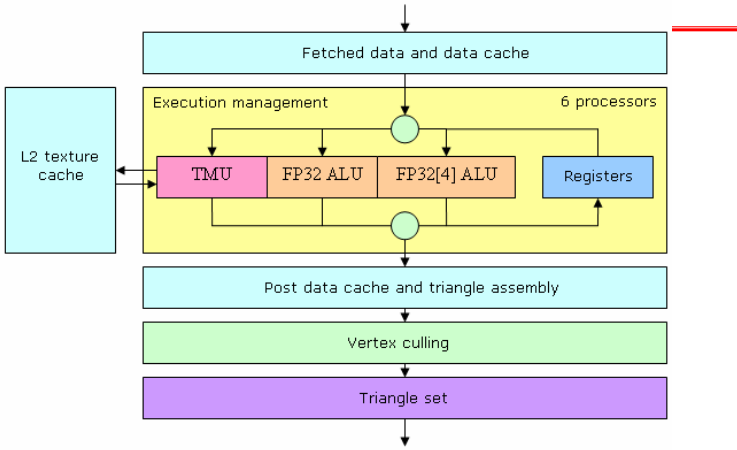 Fetched data and data cache
Execution management
6 processors
L2 texture
cache
TMU
FP32 ALU
FP32[4] ALU
Registers
Post data cache and triangle assembly
Vertex culling
Triangle set